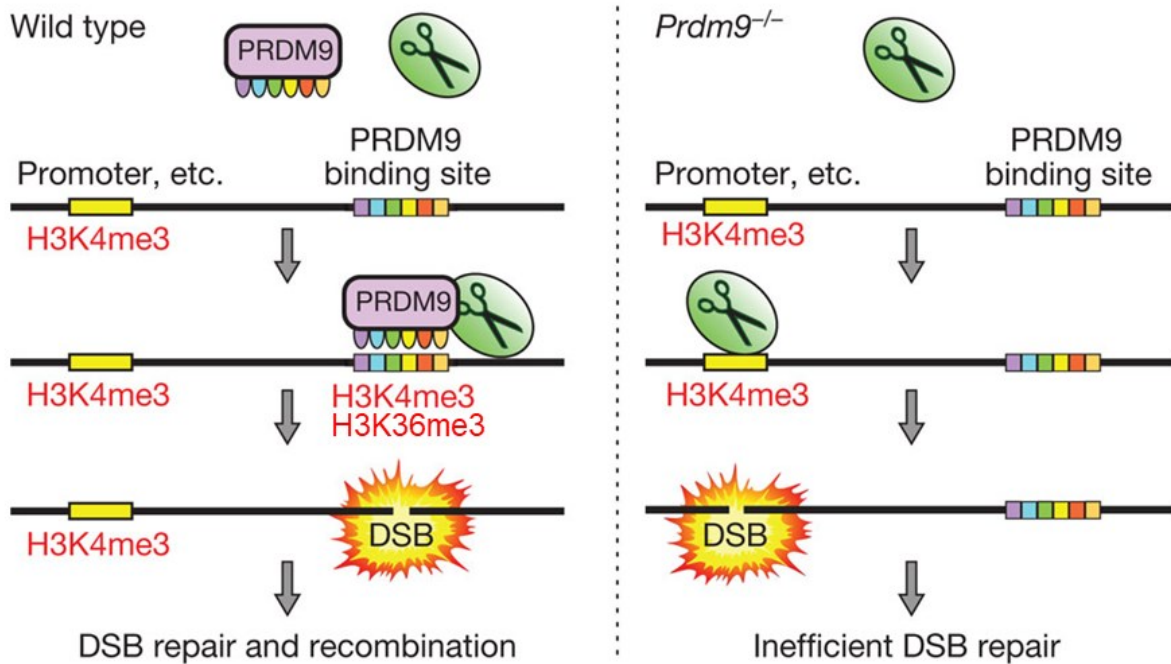 Wild type
PRDM9
Promoter, etc.
PRDM9
binding site
H3K4me3
PRDM9
H3K4me3
H3K4me3
H3K36me3
H3K4me3
DSB
DSB repair and recombination
Prdm9–/–
Promoter, etc.
PRDM9
binding site
H3K4me3
H3K4me3
DSB
Inefficient DSB repair